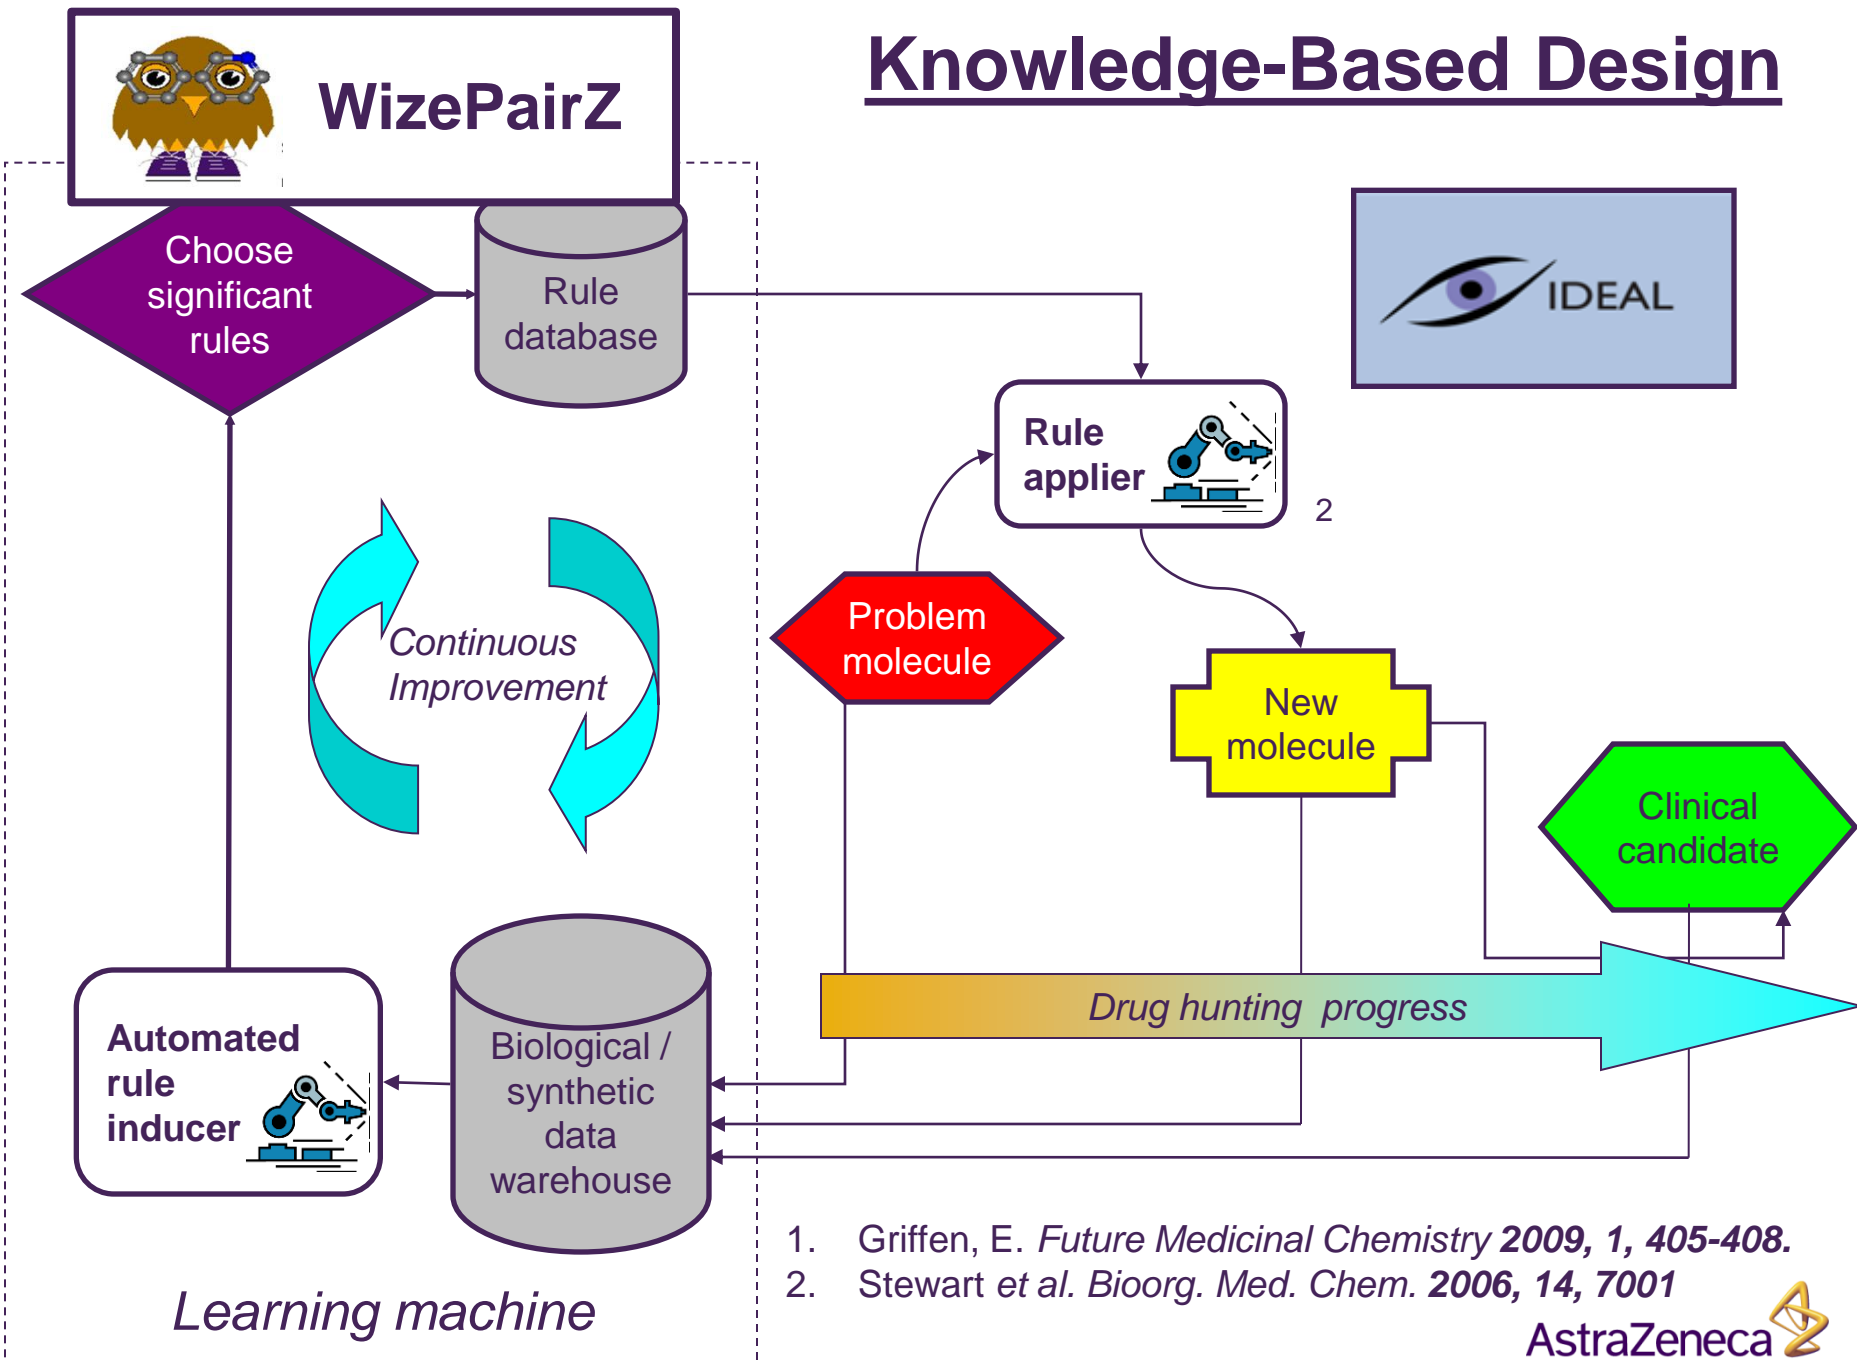 Knowledge-Based Design
WizePairZ
Choose
significant
rules
Rule
database
IDEAL
Rule
applier
2
Continuous
Improvement
Problem
molecule
New
molecule
Clinical
candidate
Drug hunting progress
Automated
rule
inducer
Biological /
synthetic
data
warehouse
Learning machine
1. Griffen, E. Future Medicinal Chemistry 2009, 1, 405-408.
2. Stewart et al. Bioorg. Med. Chem. 2006, 14, 7001
AstraZeneca